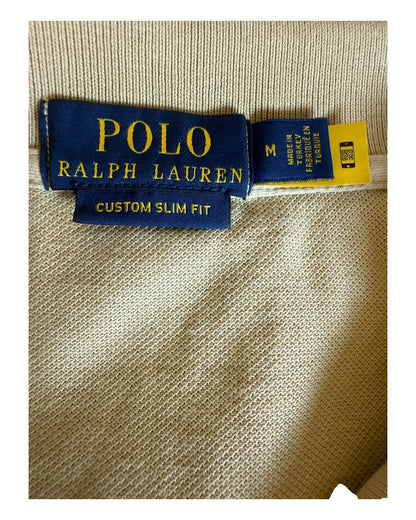 POLO
RALPH LAUREN
CUSTOM SLIM FIT
M
MADE IN
TURKEY
FABRIQUÉ EN
TURQUIE